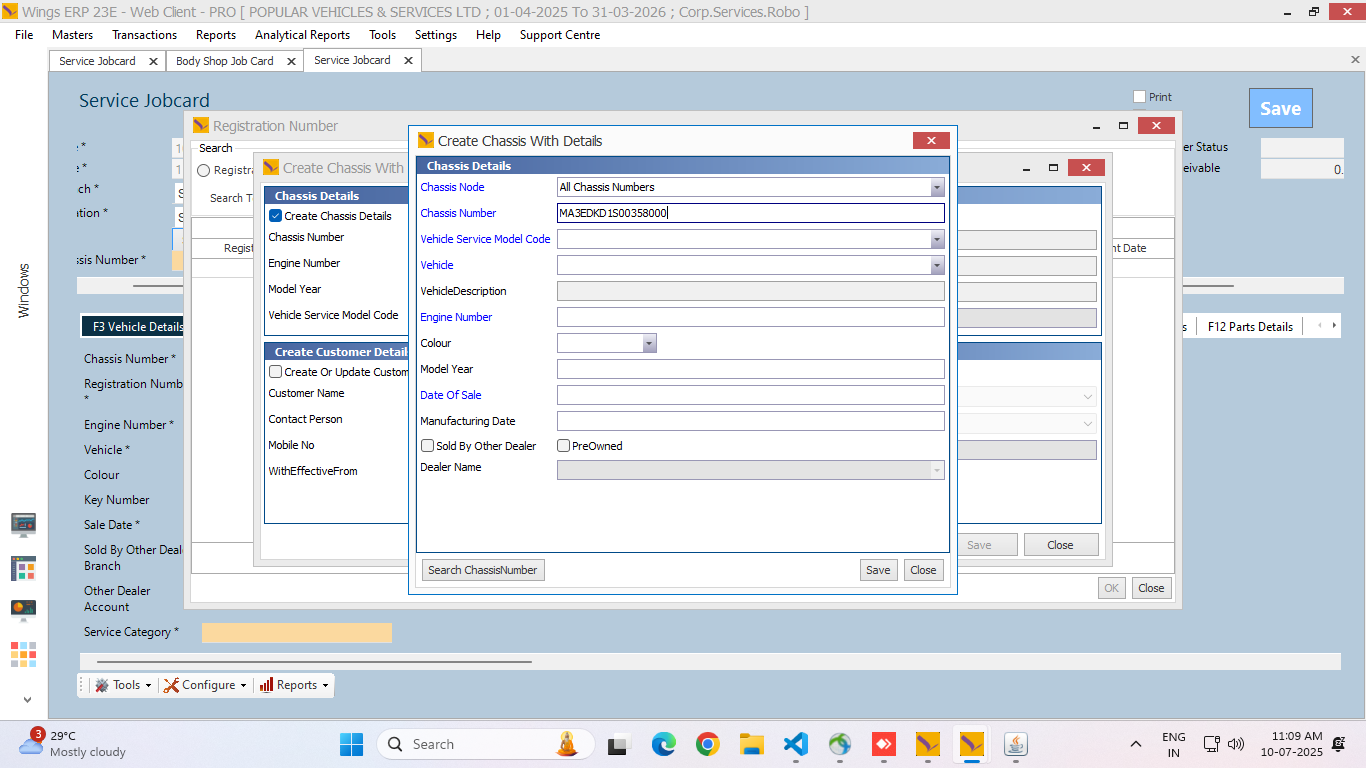 Wings ERP 23E - Web Client - PRO [ POPULAR VEHICLES & SERVICES LTD ; 01-04-2025 To 31-03-2026 ; Corp.Services.Robo ]
File Masters Transactions Reports Analytical Reports Tools Settings Help Support Centre
Service Jobcard Body Shop Job Card Service Jobcard
Service Jobcard
Print
Save
Registration Number
Search
Create Chassis With
Create Chassis With Details
Chassis Details
Chassis Node All Chassis Numbers
Chassis Number MA3EDKD1S00358000
Vehicle Service Model Code
Vehicle
VehicleDescription
Engine Number
Colour
Model Year
Date Of Sale
Manufacturing Date
Sold By Other Dealer PreOwned
Dealer Name
Search ChassisNumber Save Close
Chassis Details
Create Chassis Details
Chassis Number
Engine Number
Model Year
Vehicle Service Model Code
Create Customer Detail
Create Or Update Custom
Customer Name
Contact Person
Mobile No
WithEffectiveFrom
Save Close
OK Close
er Status
eivable 0.
nt Date
Windows
F3 Vehicle Details
F12 Parts Details
Chassis Number *
Registration Numb
*
Engine Number *
Vehicle *
Colour
Key Number
Sale Date *
Sold By Other Deal
Branch
Other Dealer
Account
Service Category *
Tools Configure Reports
3
29°C
Mostly cloudy
Search
ENG
IN
11:09 AM
10-07-2025